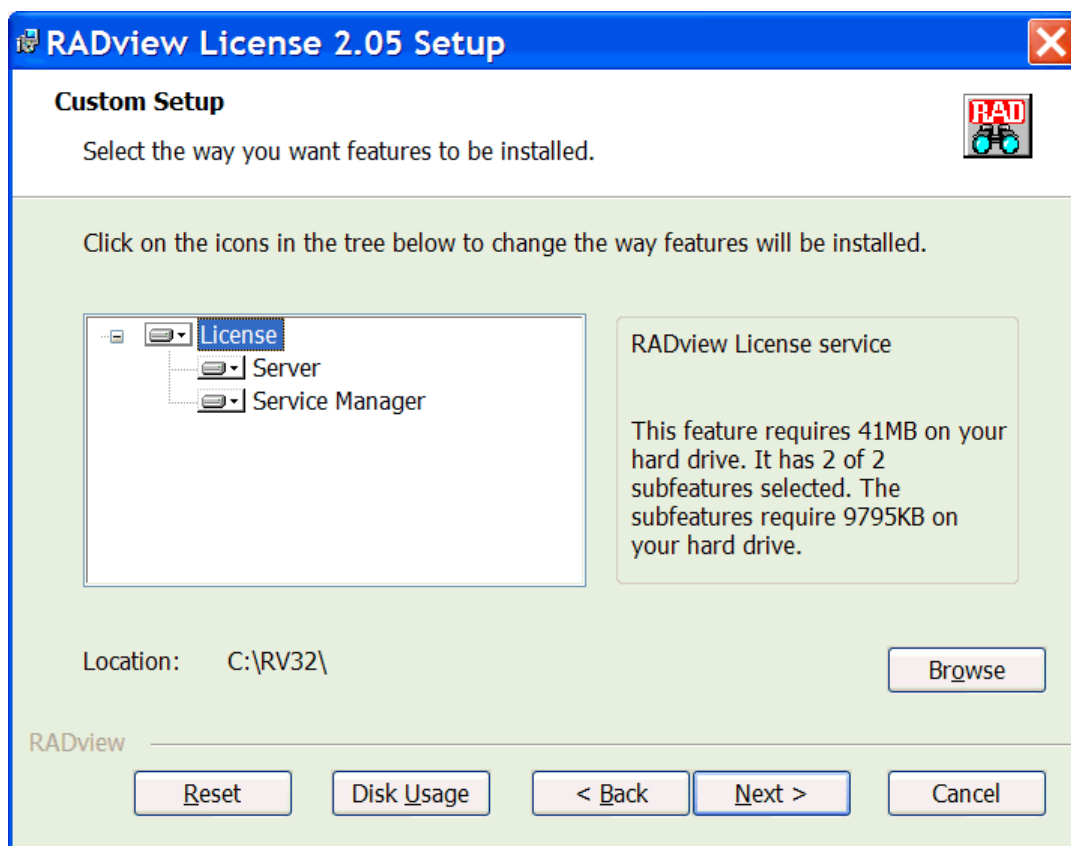 RADview License 2.05 Setup
Custom Setup
RAD
Select the way you want features to be installed.
Click on the icons in the tree below to change the way features will be installed.
License
Server
Service Manager
RADview License service
This feature requires 41MB on your
hard drive. It has 2 of 2
subfeatures selected. The
subfeatures require 9795KB on
your hard drive.
Location: C:\RV32\
Browse
RADview
Reset Disk Usage < Back Next > Cancel